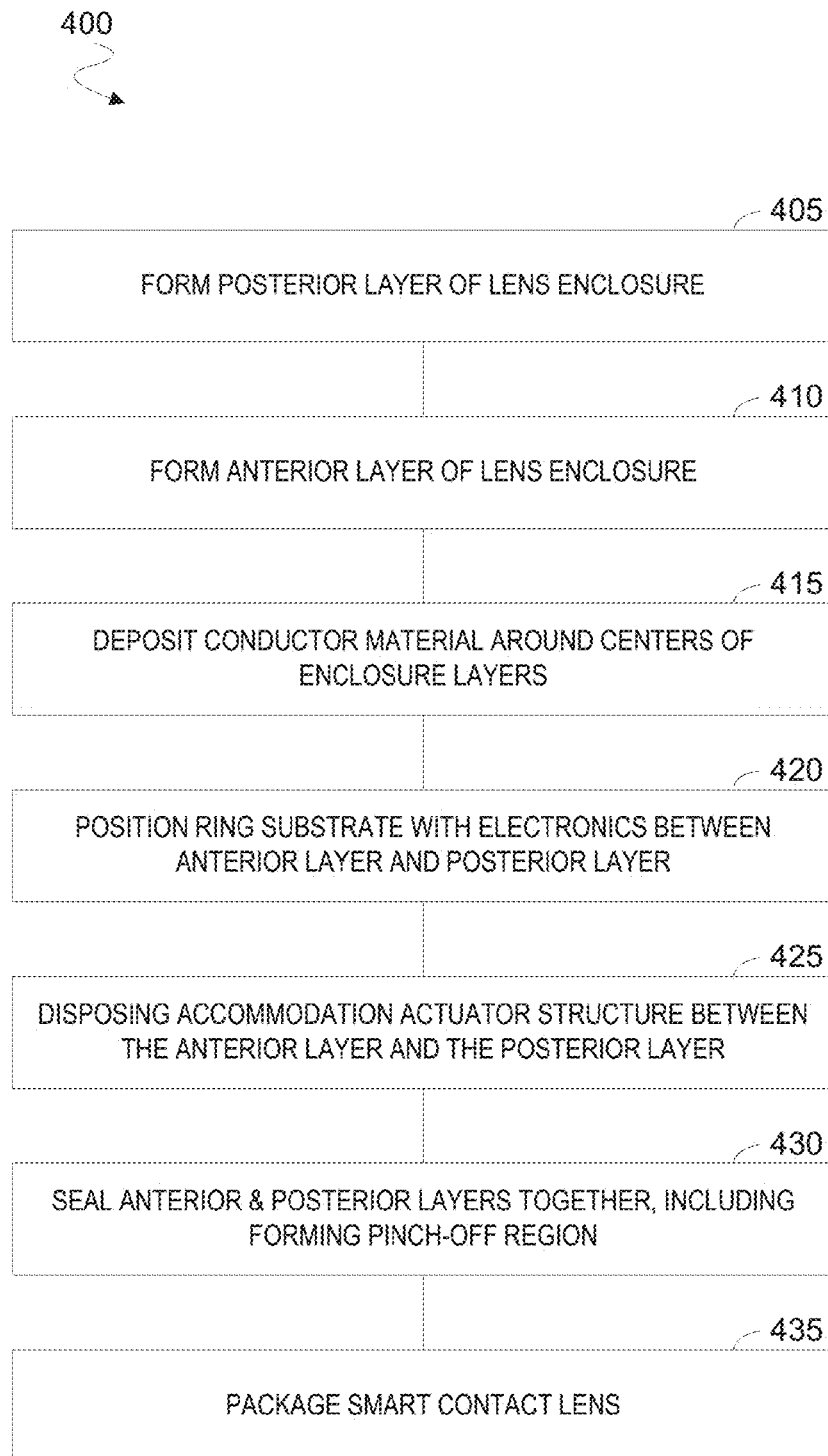 400
405
FORM POSTERIOR LAYER OF LENS ENCLOSURE
410
FORM ANTERIOR LAYER OF LENS ENCLOSURE
415
DEPOSIT CONDUCTOR MATERIAL AROUND CENTERS OF
ENCLOSURE LAYERS
420
POSITION RING SUBSTRATE WITH ELECTRONICS BETWEEN
ANTERIOR LAYER AND POSTERIOR LAYER
425
DISPOSING ACCOMMODATION ACTUATOR STRUCTURE BETWEEN
THE ANTERIOR LAYER AND THE POSTERIOR LAYER
430
SEAL ANTERIOR & POSTERIOR LAYERS TOGETHER, INCLUDING
FORMING PINCH-OFF REGION
435
PACKAGE SMART CONTACT LENS